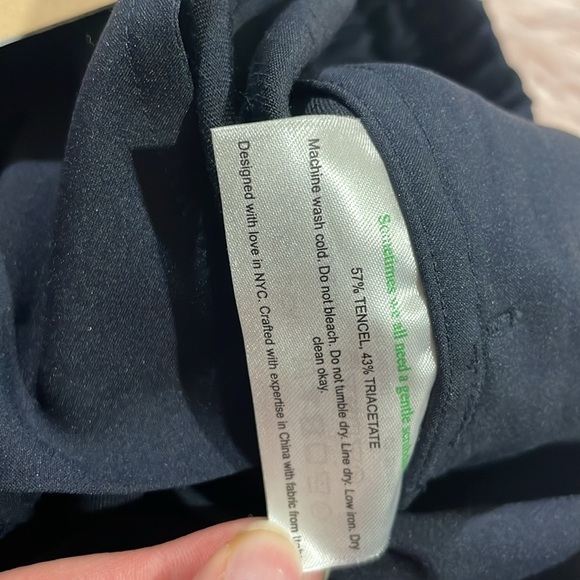 Sometimes we all need a gentle
57% TENCEL, 43% TRIACETATE
Machine wash cold. Do not bleach. Do not tumble dry. Line dry. Low iron. Dry
clean okay.
Designed with love in NYC. Crafted with expertise in China with fabric from